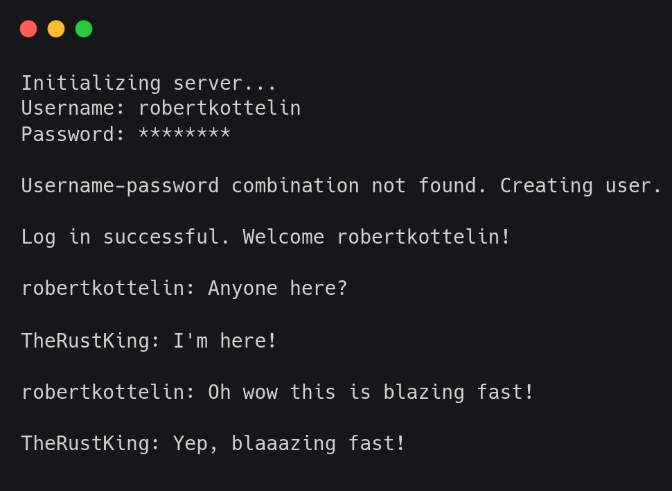 Initializing server...
Username: robertkottelin
Password: ********
Username-password combination not found. Creating user.
Log in successful. Welcome robertkottelin!
robertkottelin: Anyone here?
TheRustKing: I'm here!
robertkottelin: Oh wow this is blazing fast!
TheRustKing: Yep, blaaazing fast!